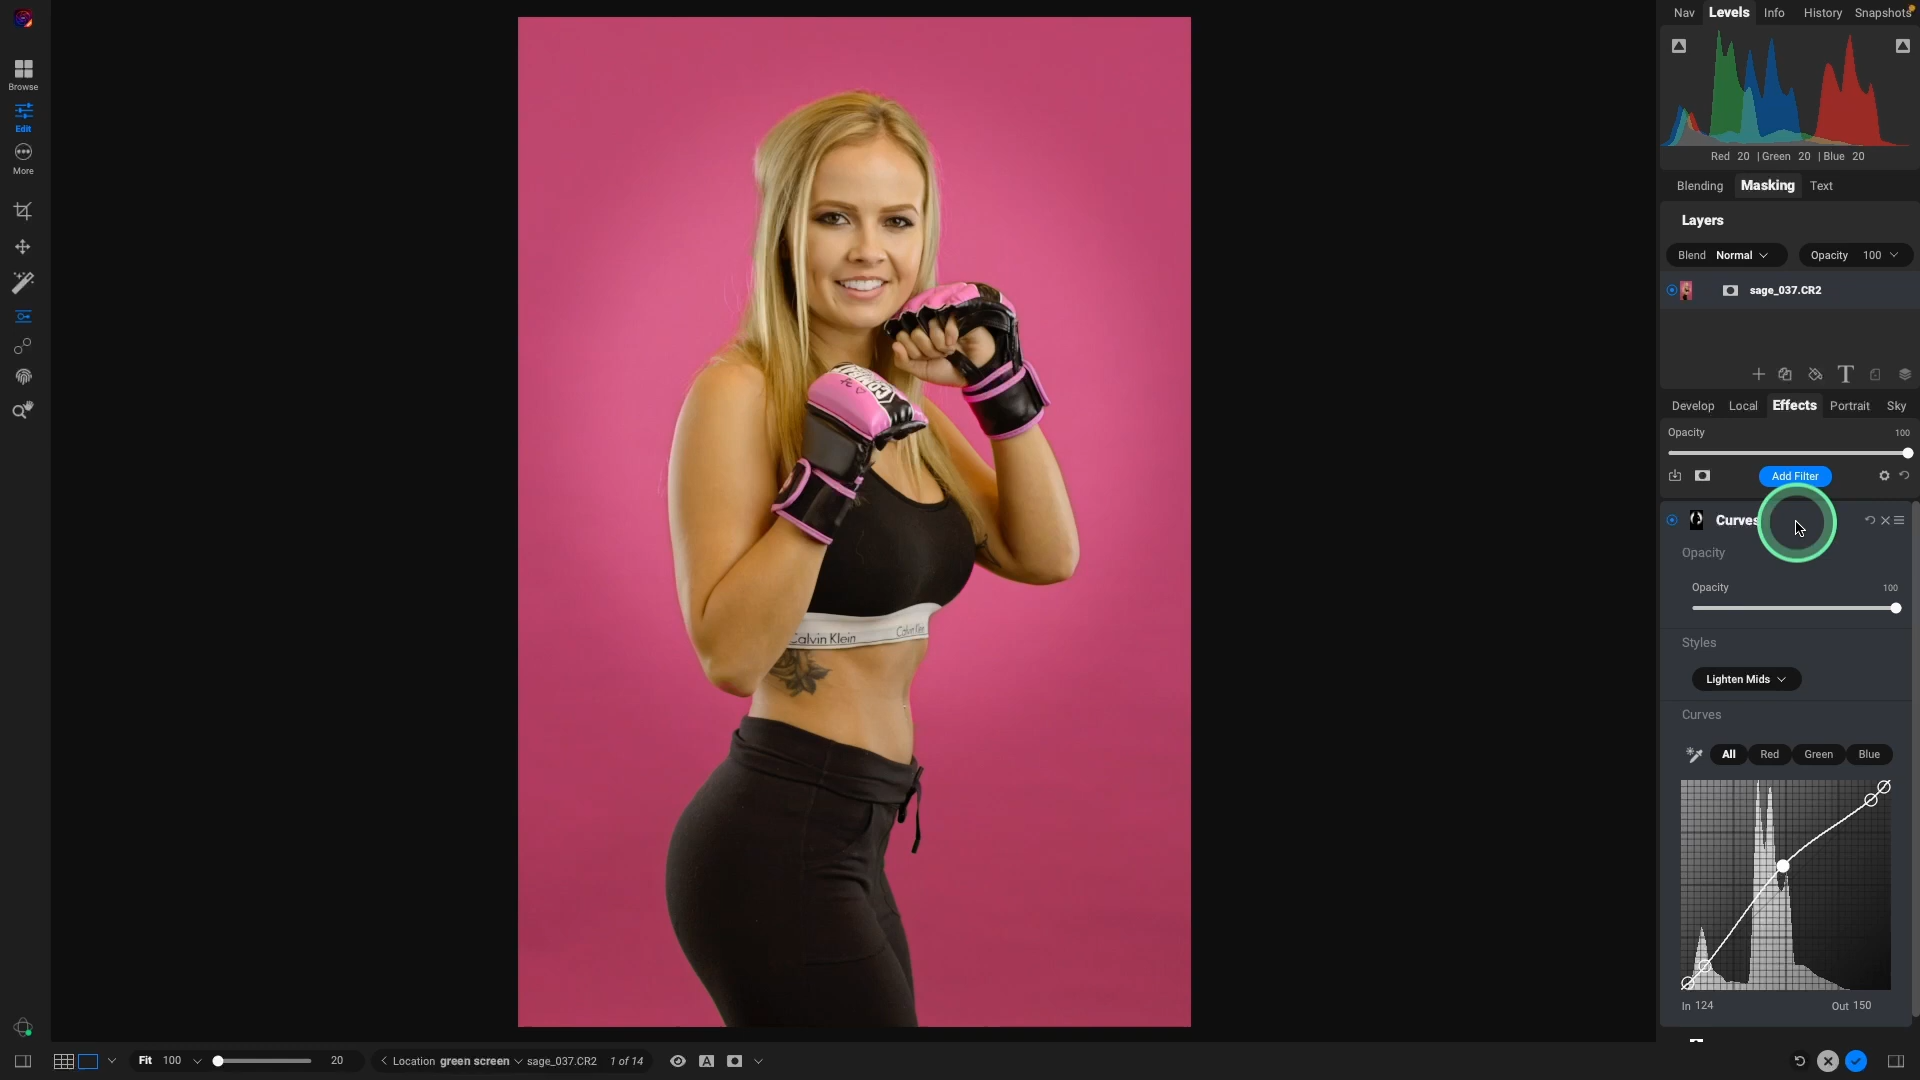 Nav Levels Info History Snapshots
Browse
Edit
More
Red 20 | Green 20 | Blue 20
Blending Masking Text
Layers
Blend Normal Opacity 100
sage_037.CR2
T
Develop Local Effects Portrait Sky
Opacity 100
Add Filter
Curves
Opacity
Opacity 100
Styles
Lighten Mids
Curves
All Red Green Blue
In 124 Out 150
COMBAT
Calvin Klein
Calvin Klein
Fit 100 20 Location green screen sage_037.CR2 1 of 14 A